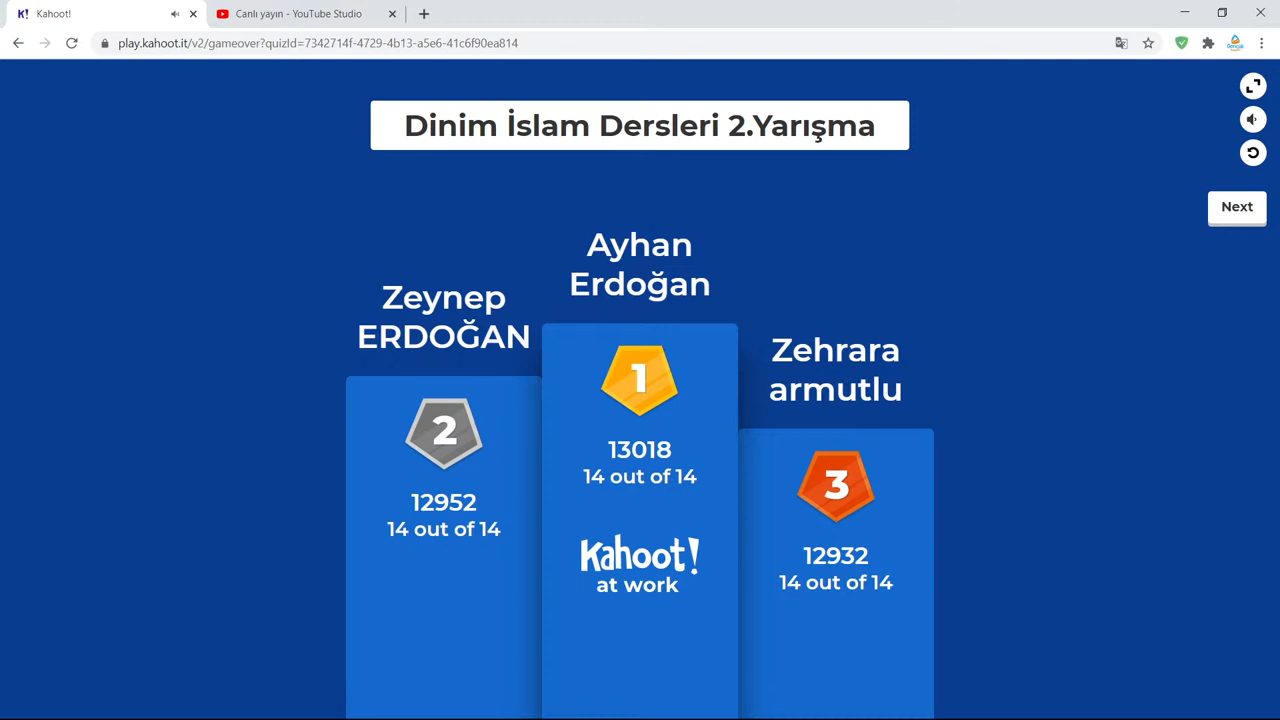 Kahoot!
Canlı yayın - YouTube Studio
play.kahoot.it/v2/gameover?quizId=7342714f-4729-4b13-a5e6-41c6f90ea814
Dinim İslam Dersleri 2.Yarışma
Next
Ayhan
Erdoğan
1
13018
14 out of 14
Kahoot!
at work
Zeynep
ERDOĞAN
2
12952
14 out of 14
Zehrara
armutlu
3
12932
14 out of 14